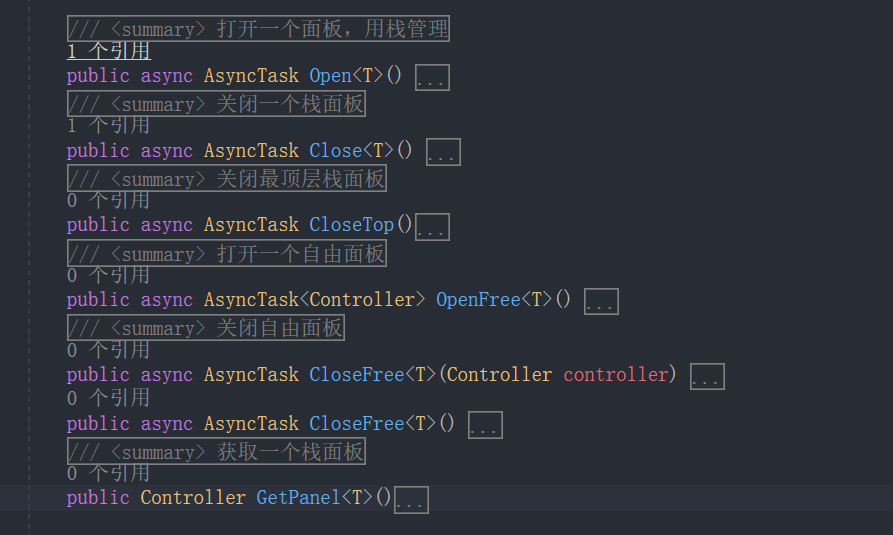 /// <summary> 打开一个面板，用栈管理
1 个引用
public async AsyncTask Open<T>() ...
/// <summary> 关闭一个栈面板
1 个引用
public async AsyncTask Close<T>() ...
/// <summary> 关闭最顶层栈面板
0 个引用
public async AsyncTask CloseTop()...
/// <summary> 打开一个自由面板
0 个引用
public async AsyncTask<Controller> OpenFree<T>() ...
/// <summary> 关闭自由面板
0 个引用
public async AsyncTask CloseFree<T>(Controller controller) ...
0 个引用
public async AsyncTask CloseFree<T>() ...
/// <summary> 获取一个栈面板
0 个引用
public Controller GetPanel<T>()...